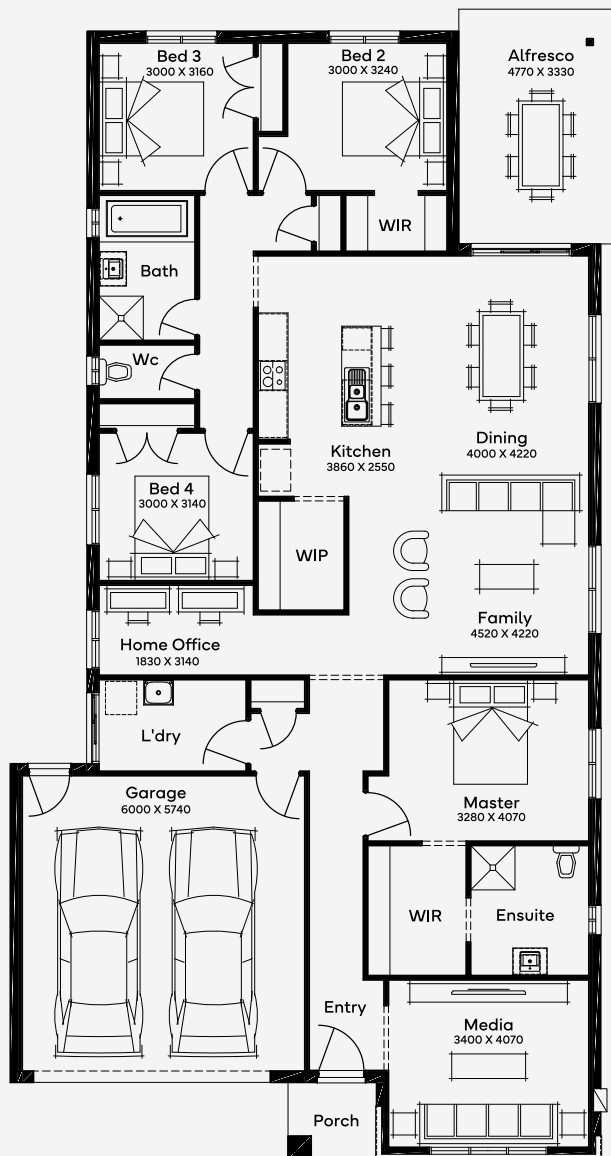 Bed 3
3000 X 3160
Bed 2
3000 X 3240
Alfresco
4770 X 3330
WIR
Bath
Wc
Kitchen
3860 X 2550
Dining
4000 X 4220
Bed 4
3000 X 3140
WIP
Home Office
1830 X 3140
Family
4520 X 4220
L'dry
Garage
6000 X 5740
Master
3280 X 4070
WIR
Ensuite
Entry
Media
3400 X 4070
Porch